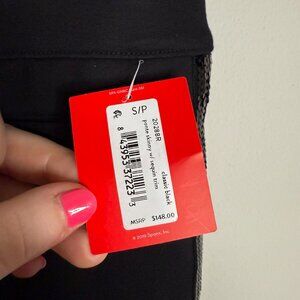 S/P
20288R
ponte skinny w/ sequin trim
classic black
8 43953 37223 3
MSRP $148.00
© 2019 Spanx, Inc.